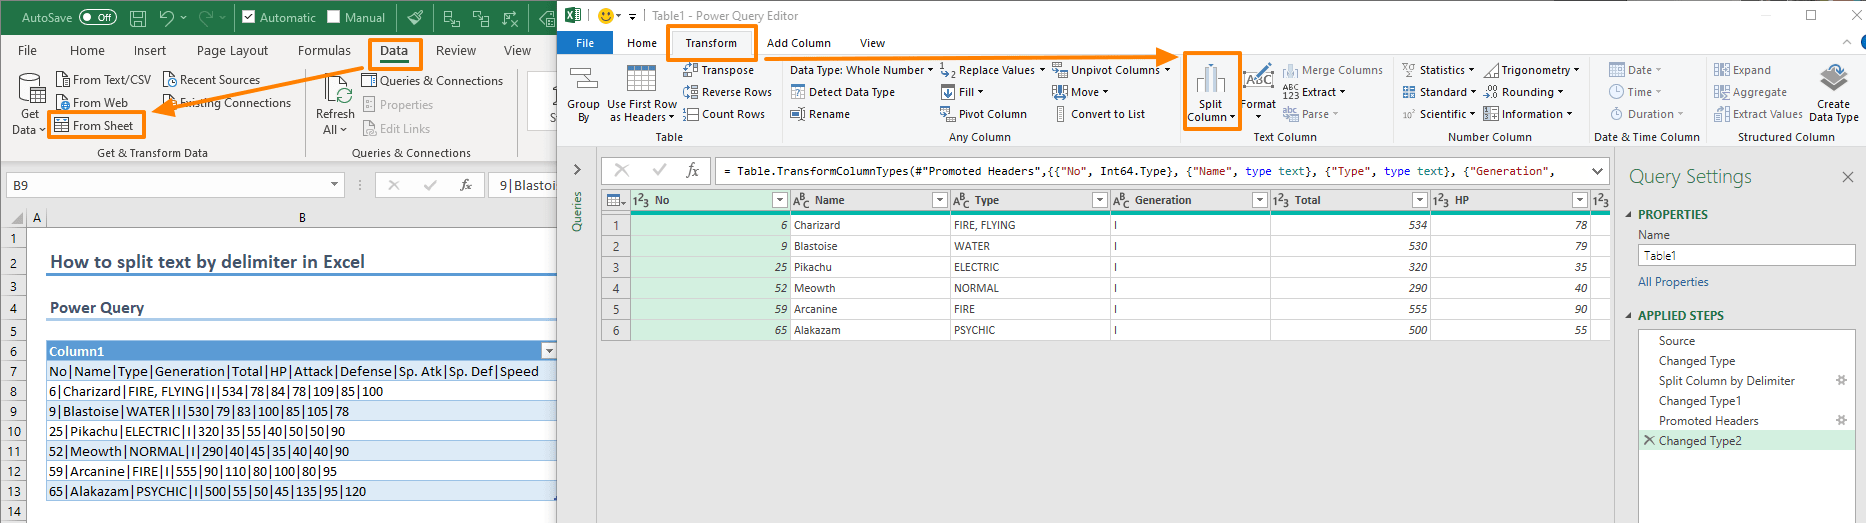 AutoSave Off Automatic Manual
File Home Insert Page Layout Formulas Data Review View
From Text/CSV Recent Sources
From Web Existing Connections
From Sheet
Get Data
Get & Transform Data
Refresh All
Queries & Connections
Properties
Edit Links
Queries & Connections
B9 fx 9|Blastoi
A B
1
2 How to split text by delimiter in Excel
3
4 Power Query
5
6 Column1
7 No|Name|Type|Generation|Total|HP|Attack|Defense|Sp. Atk|Sp. Def|Speed
8 6|Charizard|FIRE, FLYING|I|534|78|84|78|109|85|100
9 9|Blastoise|WATER|I|530|79|83|100|85|105|78
10 25|Pikachu|ELECTRIC|I|320|35|55|40|50|50|90
11 52|Meowth|NORMAL|I|290|40|45|35|40|40|90
12 59|Arcanine|FIRE|I|555|90|110|80|100|80|95
13 65|Alakazam|PSYCHIC|I|500|55|50|45|135|95|120
14
Table1 - Power Query Editor
File Home Transform Add Column View
Group By
Use First Row as Headers
Transpose
Reverse Rows
Count Rows
Table
Data Type: Whole Number
Detect Data Type
Rename
Replace Values
Fill
Pivot Column
Unpivot Columns
Move
Convert to List
Any Column
Split Column
Format
Merge Columns
Extract
Parse
Text Column
Statistics
Standard
Scientific
Trigonometry
Rounding
Information
Number Column
Date
Time
Duration
Date & Time Column
Expand
Aggregate
Extract Values
Create Data Type
Structured Column
Queries
fx = Table.TransformColumnTypes(#"Promoted Headers",{{"No", Int64.Type}, {"Name", type text}, {"Type", type text}, {"Generation",
No Name Type Generation Total HP
1 6 Charizard FIRE, FLYING I 534 78
2 9 Blastoise WATER I 530 79
3 25 Pikachu ELECTRIC I 320 35
4 52 Meowth NORMAL I 290 40
5 59 Arcanine FIRE I 555 90
6 65 Alakazam PSYCHIC I 500 55
Query Settings
PROPERTIES
Name
Table1
All Properties
APPLIED STEPS
Source
Changed Type
Split Column by Delimiter
Changed Type1
Promoted Headers
Changed Type2